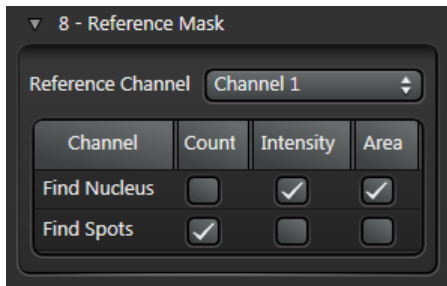 8 - Reference Mask
Reference Channel Channel 1
Channel Count Intensity Area
Find Nucleus
Find Spots